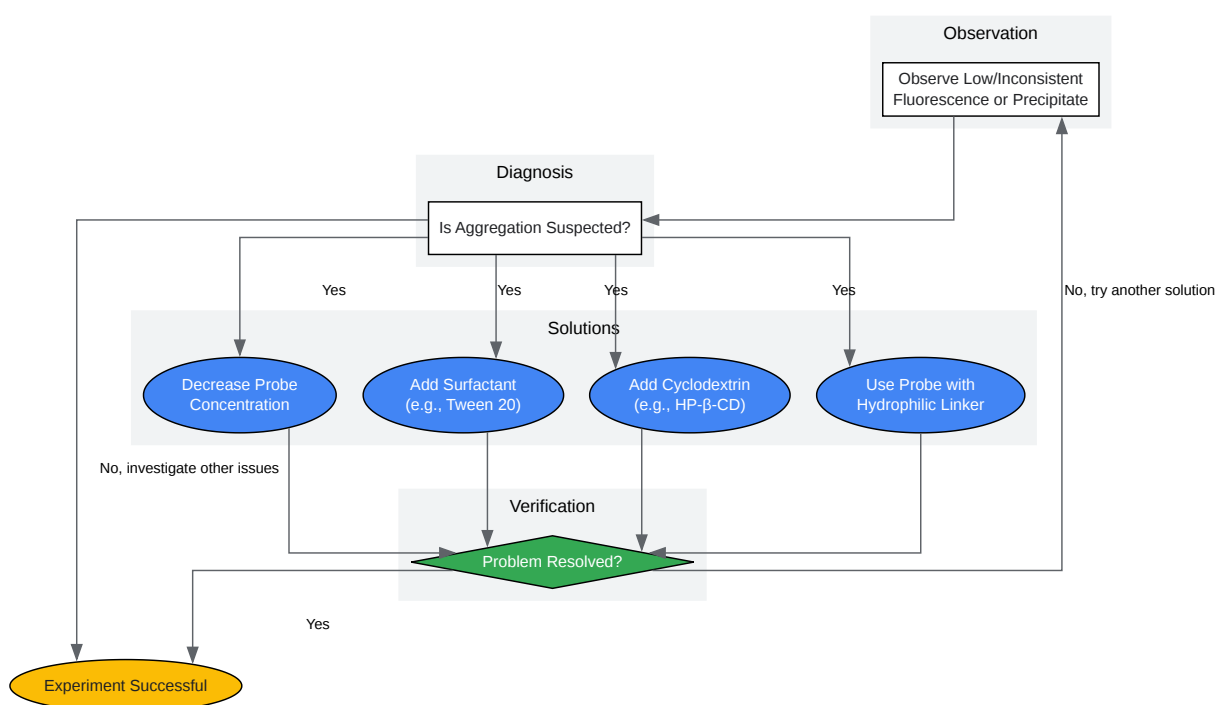 Observation
Observe Low/Inconsistent
Fluorescence or Precipitate
Diagnosis
Is Aggregation Suspected?
Yes
Yes
Yes
Yes
No, try another solution
Solutions
Decrease Probe
Concentration
Add Surfactant
(e.g., Tween 20)
Add Cyclodextrin
(e.g., HP-β-CD)
Use Probe with
Hydrophilic Linker
No, investigate other issues
Verification
Problem Resolved?
Yes
Experiment Successful